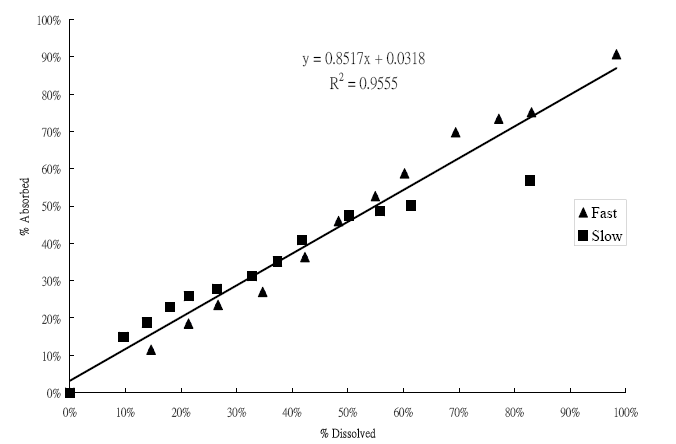 100%
90%
80%
70%
60%
50%
40%
30%
20%
10%
0%
% Absorbed
y = 0.8517x + 0.0318
R² = 0.9555
Fast
Slow
0% 10% 20% 30% 40% 50% 60% 70% 80% 90% 100%
% Dissolved